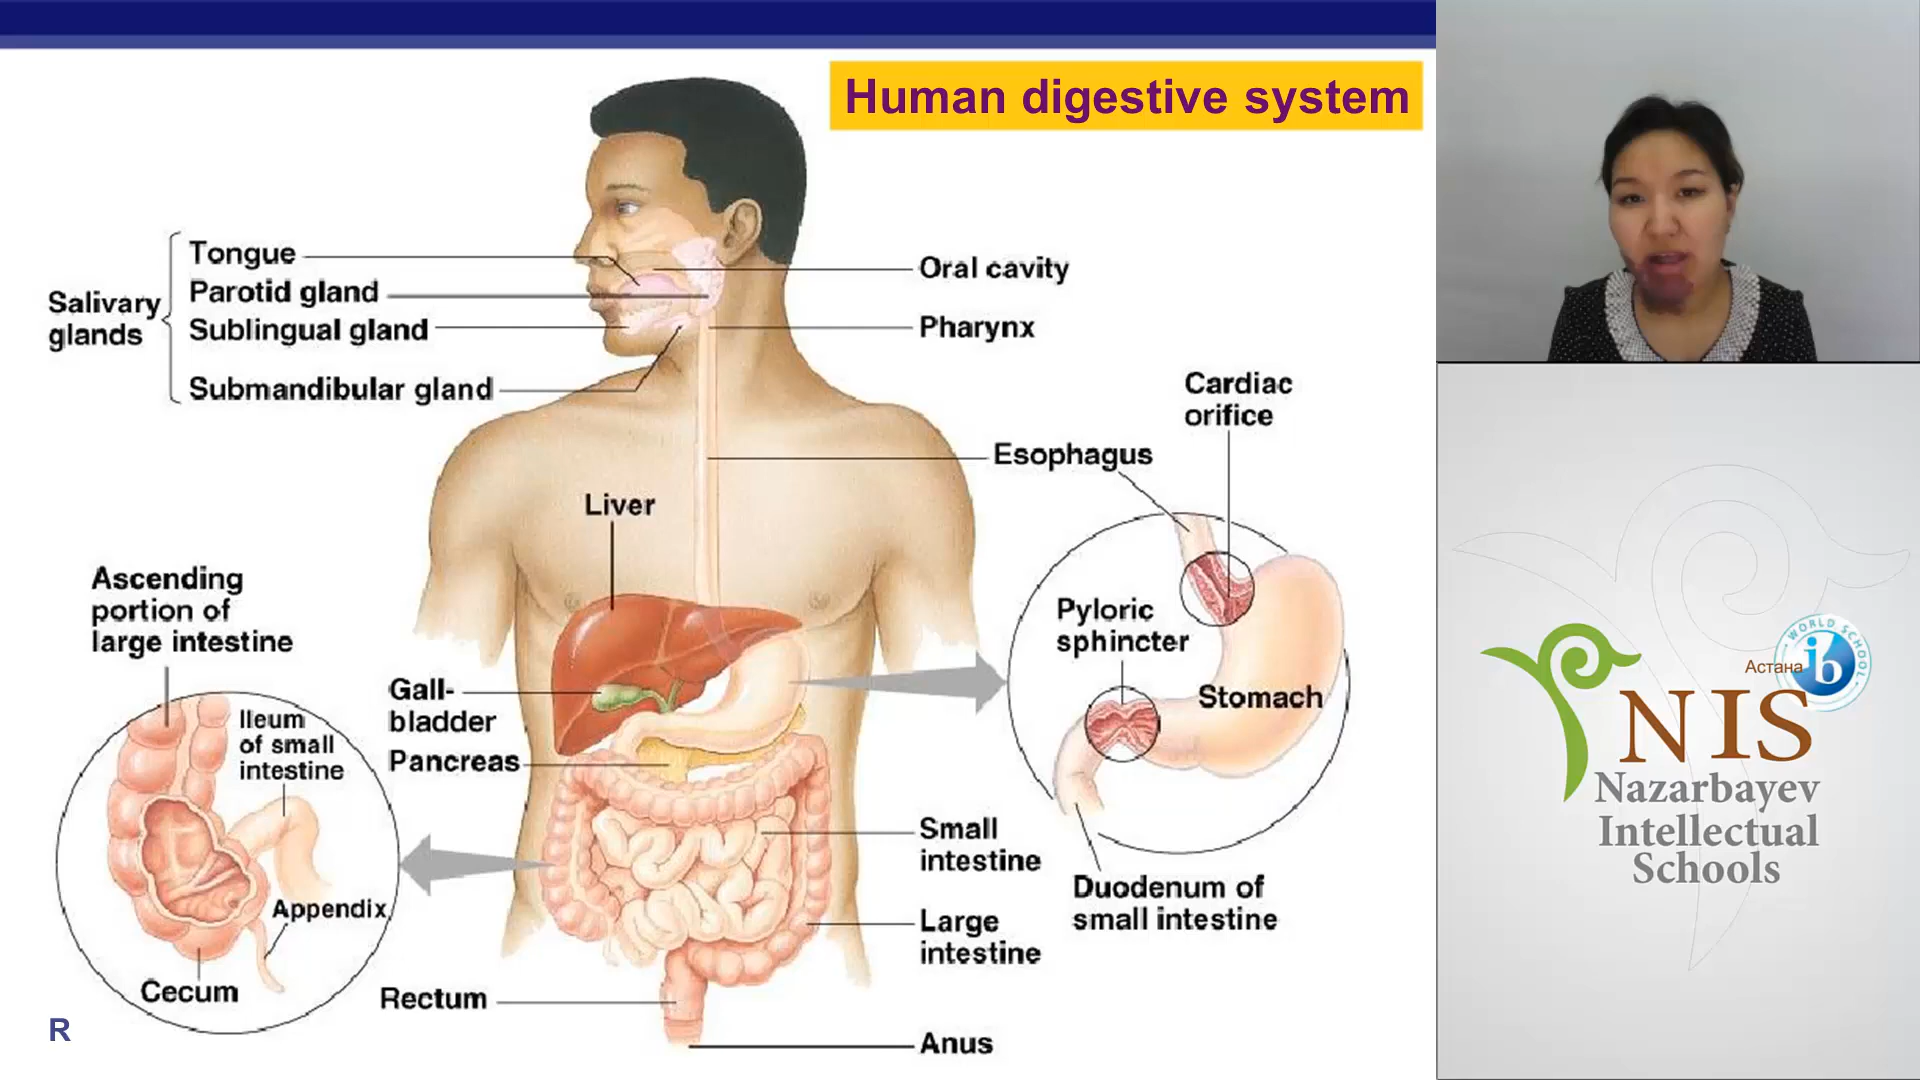 Human digestive system
Salivary
glands
Tongue
Parotid gland
Sublingual gland
Submandibular gland
Oral cavity
Pharynx
Cardiac
orifice
Esophagus
Liver
Ascending
portion of
large intestine
Pyloric
sphincter
Stomach
Gall-
bladder
Pancreas
Ileum
of small
intestine
Appendix
Cecum
Small
intestine
Large
intestine
Duodenum of
small intestine
Rectum
Anus
R
WORLD SCHOOL
ib
Астана
NIS
Nazarbayev
Intellectual
Schools